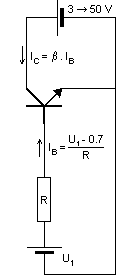 3 → 50 V
I_C = β . I_B
I_B = (U_1 - 0.7) / R
R
U_1